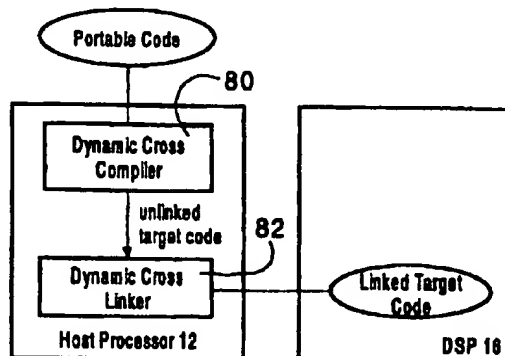 Portable Code
80
Dynamic Cross
Compiler
unlinked
target code
82
Dynamic Cross
Linker
Linked Target
Code
Host Processor 12
DSP 16